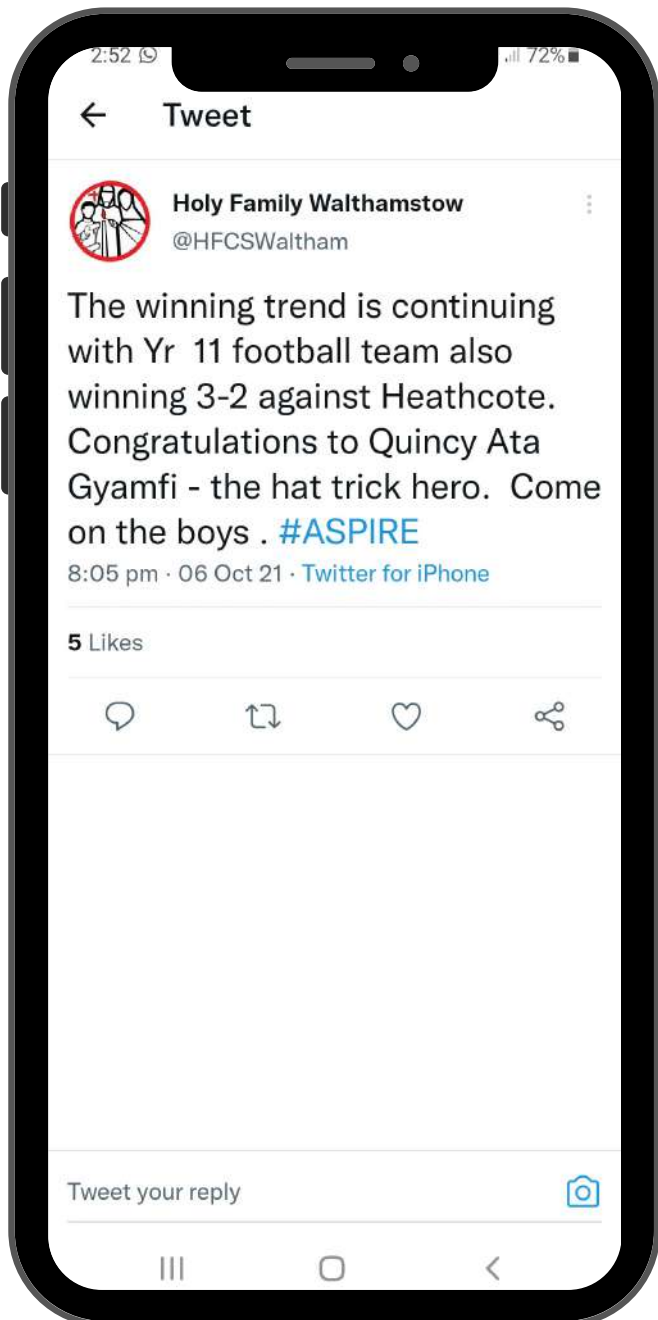 2:52 72%
Tweet
Holy Family Walthamstow
@HFCSWaltham
The winning trend is continuing
with Yr  11 football team also
winning 3-2 against Heathcote.
Congratulations to Quincy Ata
Gyamfi - the hat trick hero.  Come
on the boys . #ASPIRE
8:05 pm · 06 Oct 21 · Twitter for iPhone
5 Likes
Tweet your reply